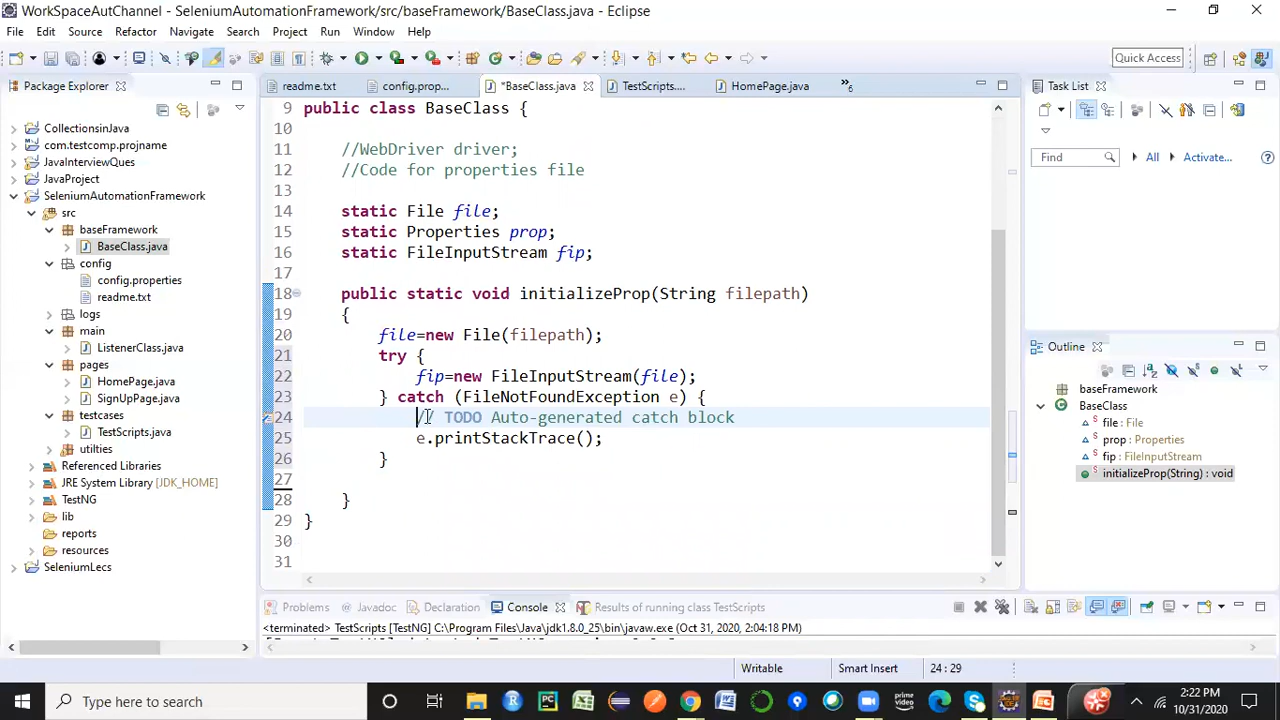 WorkSpaceAutChannel - SeleniumAutomationFramework/src/baseFramework/BaseClass.java - Eclipse
File Edit Source Refactor Navigate Search Project Run Window Help
Quick Access
Package Explorer
CollectionsinJava
com.testcomp.projname
JavaInterviewQues
JavaProject
SeleniumAutomationFramework
src
baseFramework
BaseClass.java
config
config.properties
readme.txt
logs
main
ListenerClass.java
pages
HomePage.java
SignUpPage.java
testcases
TestScripts.java
utilties
Referenced Libraries
JRE System Library [JDK_HOME]
TestNG
lib
reports
resources
SeleniumLecs
readme.txt config.prop... *BaseClass.java TestScripts.... HomePage.java »6
9 public class BaseClass {
10
11 //WebDriver driver;
12 //Code for properties file
13
14 static File file;
15 static Properties prop;
16 static FileInputStream fip;
17
18 public static void initializeProp(String filepath)
19 {
20 file=new File(filepath);
21 try {
22 fip=new FileInputStream(file);
23 } catch (FileNotFoundException e) {
24 // TODO Auto-generated catch block
25 e.printStackTrace();
26 }
27
28 }
29 }
30
31
Task List
Find All Activate...
Outline
baseFramework
BaseClass
file : File
prop : Properties
fip : FileInputStream
initializeProp(String) : void
Problems Javadoc Declaration Console Results of running class TestScripts
<terminated> TestScripts [TestNG] C:\Program Files\Java\jdk1.8.0_25\bin\javaw.exe (Oct 31, 2020, 2:04:18 PM)
Writable Smart Insert 24 : 29
Type here to search
prime video
2:22 PM
10/31/2020